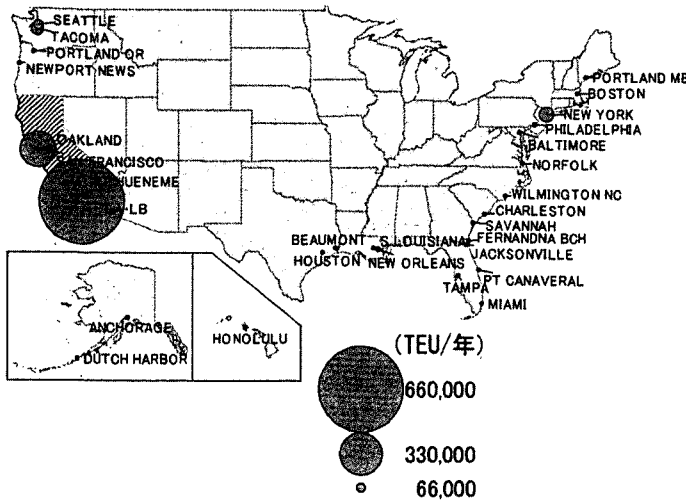 SEATTLE
TACOMA
PORTLAND OR
NEWPORT NEWS
OAKLAND
FRANCISCO
HUENEME
LB
PORTLAND ME
BOSTON
NEW YORK
PHILADELPHIA
BALTIMORE
NORFOLK
WILMINGTON NC
CHARLESTON
SAVANNAH
FERNANDNA BCH
JACKSONVILLE
BEAUMONT
S.LOUISIANA
HOUSTON
NEW ORLEANS
PT CANAVERAL
TAMPA
MIAMI
ANCHORAGE
DUTCH HARBOR
HONOLULU
(TEU/年)
660,000
330,000
66,000